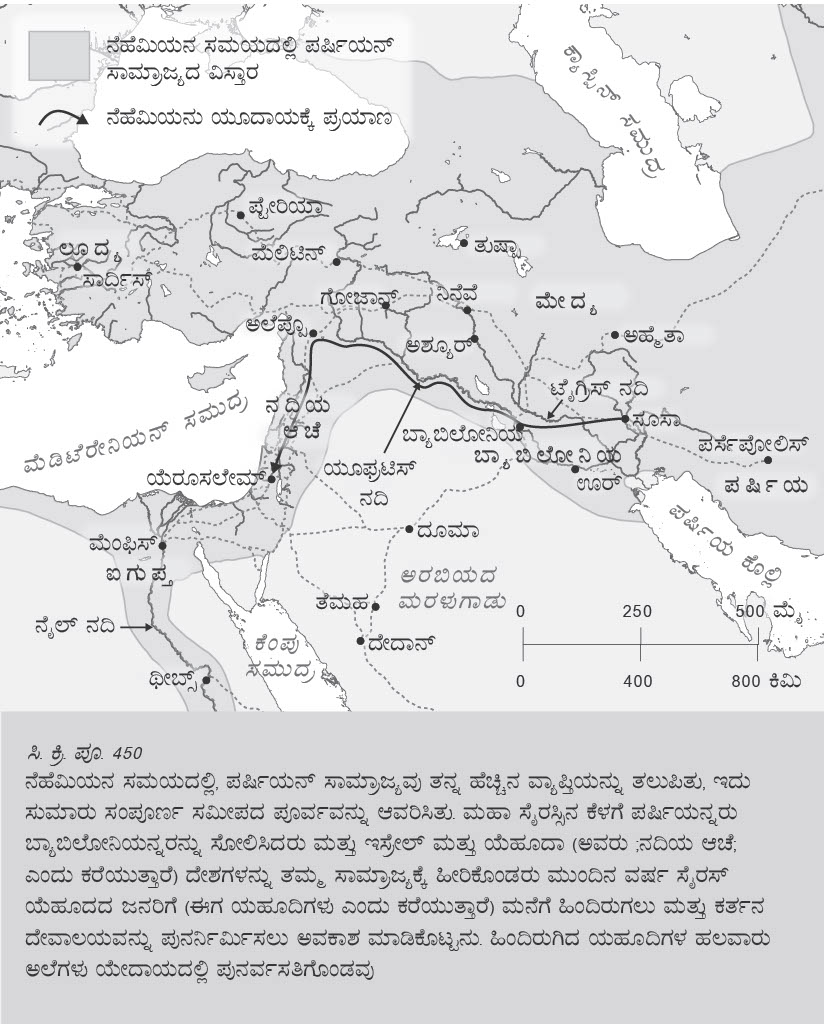 ನೆಹೆಮಿಯನ ಸಮಯದಲ್ಲಿ ಪರ್ಷಿಯನ್
ಸಾಮ್ರಾಜ್ಯದ ವಿಸ್ತಾರ
ನೆಹೆಮಿಯನು ಯೂದಾಯಕ್ಕೆ ಪ್ರಯಾಣ
ಕ್ಯಾಸ್ಪಿನ್ ಸಮುದ್ರ
ಪ್ಟೇರಿಯಾ
ಲೂದ್ಯ
ಸಾರ್ದಿಸ್
ಮೆಲಿಟಿನ್
ತುಷ್ಪಾ
ಗೋಜಾನ್
ನಿನೆವೆ
ಮೇದ್ಯ
ಅಲೆಪ್ಪೊ
ಅಶ್ಯೂರ್
ಅಹ್ಮೆತಾ
ಟೈಗ್ರಿಸ್ ನದಿ
ಮೆಡಿಟೆರೇನಿಯನ್ ಸಮುದ್ರ
ನದಿಯ
ಆಚೆ
ಸೂಸಾ
ಬ್ಯಾಬಿಲೋನಿಯ
ಬ್ಯಾಬಿಲೋನಿಯ
ಪರ್ಸೆಪೋಲಿಸ್
ಯೆರೂಸಲೇಮ್
ಯೂಫ್ರಟಿಸ್
ನದಿ
ಊರ್
ಪರ್ಷಿಯ
ಪರ್ಷಿಯ ಕೊಲ್ಲಿ
ಮೆಂಫಿಸ್
ದೂಮಾ
ಐಗುಪ್ತ
ಅರಬಿಯದ
ಮರಳುಗಾಡು
ತೆಮಹ
ನೈಲ್ ನದಿ
ದೇದಾನ್
ಕೆಂಪು
ಸಮುದ್ರ
ಥೀಬ್ಸ್
0 250 500 ಮೈ
0 400 800 ಕಿಮಿ
ಸಿ. ಕ್ರಿ. ಪೂ. 450
ನೆಹೆಮಿಯನ ಸಮಯದಲ್ಲಿ, ಪರ್ಷಿಯನ್ ಸಾಮ್ರಾಜ್ಯವು ತನ್ನ ಹೆಚ್ಚಿನ ವ್ಯಾಪ್ತಿಯನ್ನು ತಲುಪಿತು, ಇದು
ಸುಮಾರು ಸಂಪೂರ್ಣ ಸಮೀಪದ ಪೂರ್ವವನ್ನು ಆವರಿಸಿತು. ಮಹಾ ಸೈರಸ್ಸಿನ ಕೆಳಗೆ ಪರ್ಷಿಯನ್ನರು
ಬ್ಯಾಬಿಲೋನಿಯನ್ನರನ್ನು ಸೋಲಿಸಿದರು ಮತ್ತು ಇಸ್ರೇಲ್ ಮತ್ತು ಯೆಹೂದಾ (ಅವರು ;ನದಿಯ ಆಚೆ;
ಎಂದು ಕರೆಯುತ್ತಾರೆ) ದೇಶಗಳನ್ನು ತಮ್ಮ ಸಾಮ್ರಾಜ್ಯಕ್ಕೆ ಹೀರಿಕೊಂಡರು ಮುಂದಿನ ವರ್ಷ ಸೈರಸ್
ಯೆಹೂದದ ಜನರಿಗೆ (ಈಗ ಯಹೂದಿಗಳು ಎಂದು ಕರೆಯುತ್ತಾರೆ) ಮನೆಗೆ ಹಿಂದಿರುಗಲು ಮತ್ತು ಕರ್ತನ
ದೇವಾಲಯವನ್ನು ಪುನರ್ನಿರ್ಮಿಸಲು ಅವಕಾಶ ಮಾಡಿಕೊಟ್ಟನು. ಹಿಂದಿರುಗಿದ ಯಹೂದಿಗಳ ಹಲವಾರು
ಅಲೆಗಳು ಯೇದಾಯದಲ್ಲಿ ಪುನರ್ವಸತಿಗೊಂಡವು